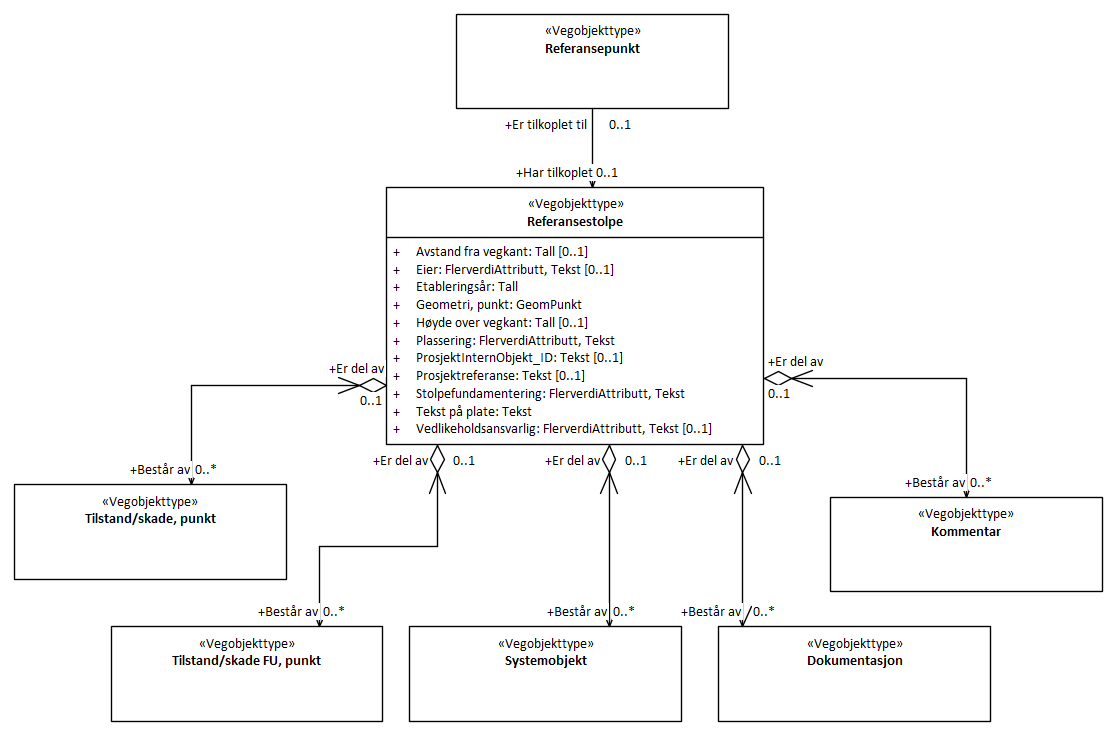 «Vegobjekttype»
Referansepunkt
+Er tilkoplet til 0..1
+Har tilkoplet 0..1
«Vegobjekttype»
Referansestolpe
+ Avstand fra vegkant: Tall [0..1]
+ Eier: FlerverdiAttributt, Tekst [0..1]
+ Etableringsår: Tall
+ Geometri, punkt: GeomPunkt
+ Høyde over vegkant: Tall [0..1]
+ Plassering: FlerverdiAttributt, Tekst
+ ProsjektInternObjekt_ID: Tekst [0..1]
+ Prosjektreferanse: Tekst [0..1]
+ Stolpefundamentering: FlerverdiAttributt, Tekst
+ Tekst på plate: Tekst
+ Vedlikeholdsansvarlig: FlerverdiAttributt, Tekst [0..1]
+Er del av
0..1
+Er del av
0..1
+Er del av 0..1
+Er del av 0..1
+Er del av 0..1
+Består av 0..*
«Vegobjekttype»
Tilstand/skade, punkt
+Består av 0..*
«Vegobjekttype»
Kommentar
+Består av 0..*
«Vegobjekttype»
Tilstand/skade FU, punkt
+Består av 0..*
«Vegobjekttype»
Systemobjekt
+Består av 0..*
«Vegobjekttype»
Dokumentasjon